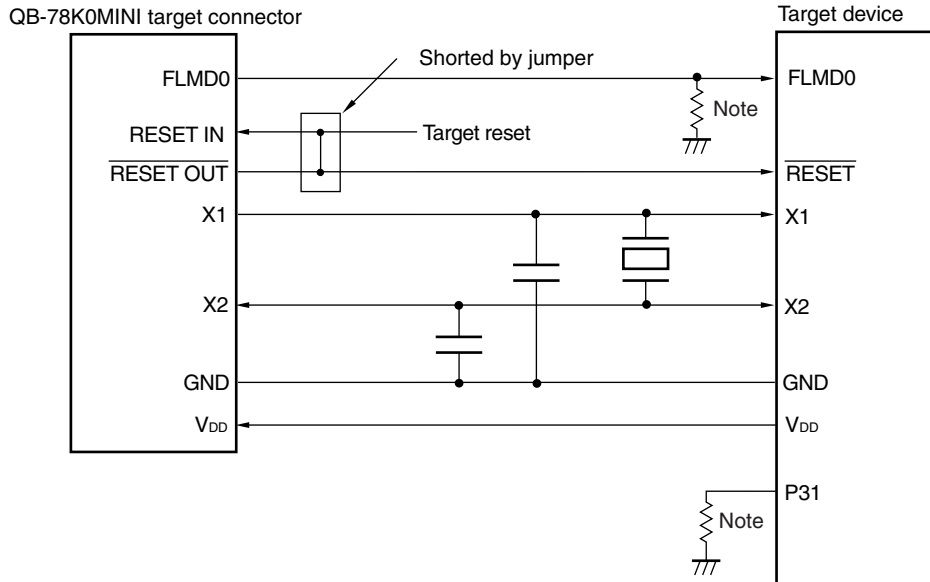 QB-78K0MINI target connector
Target device
Shorted by jumper
FLMD0
FLMD0
Note
RESET IN
Target reset
RESET OUT
RESET
X1
X1
X2
X2
GND
GND
VDD
VDD
P31
Note